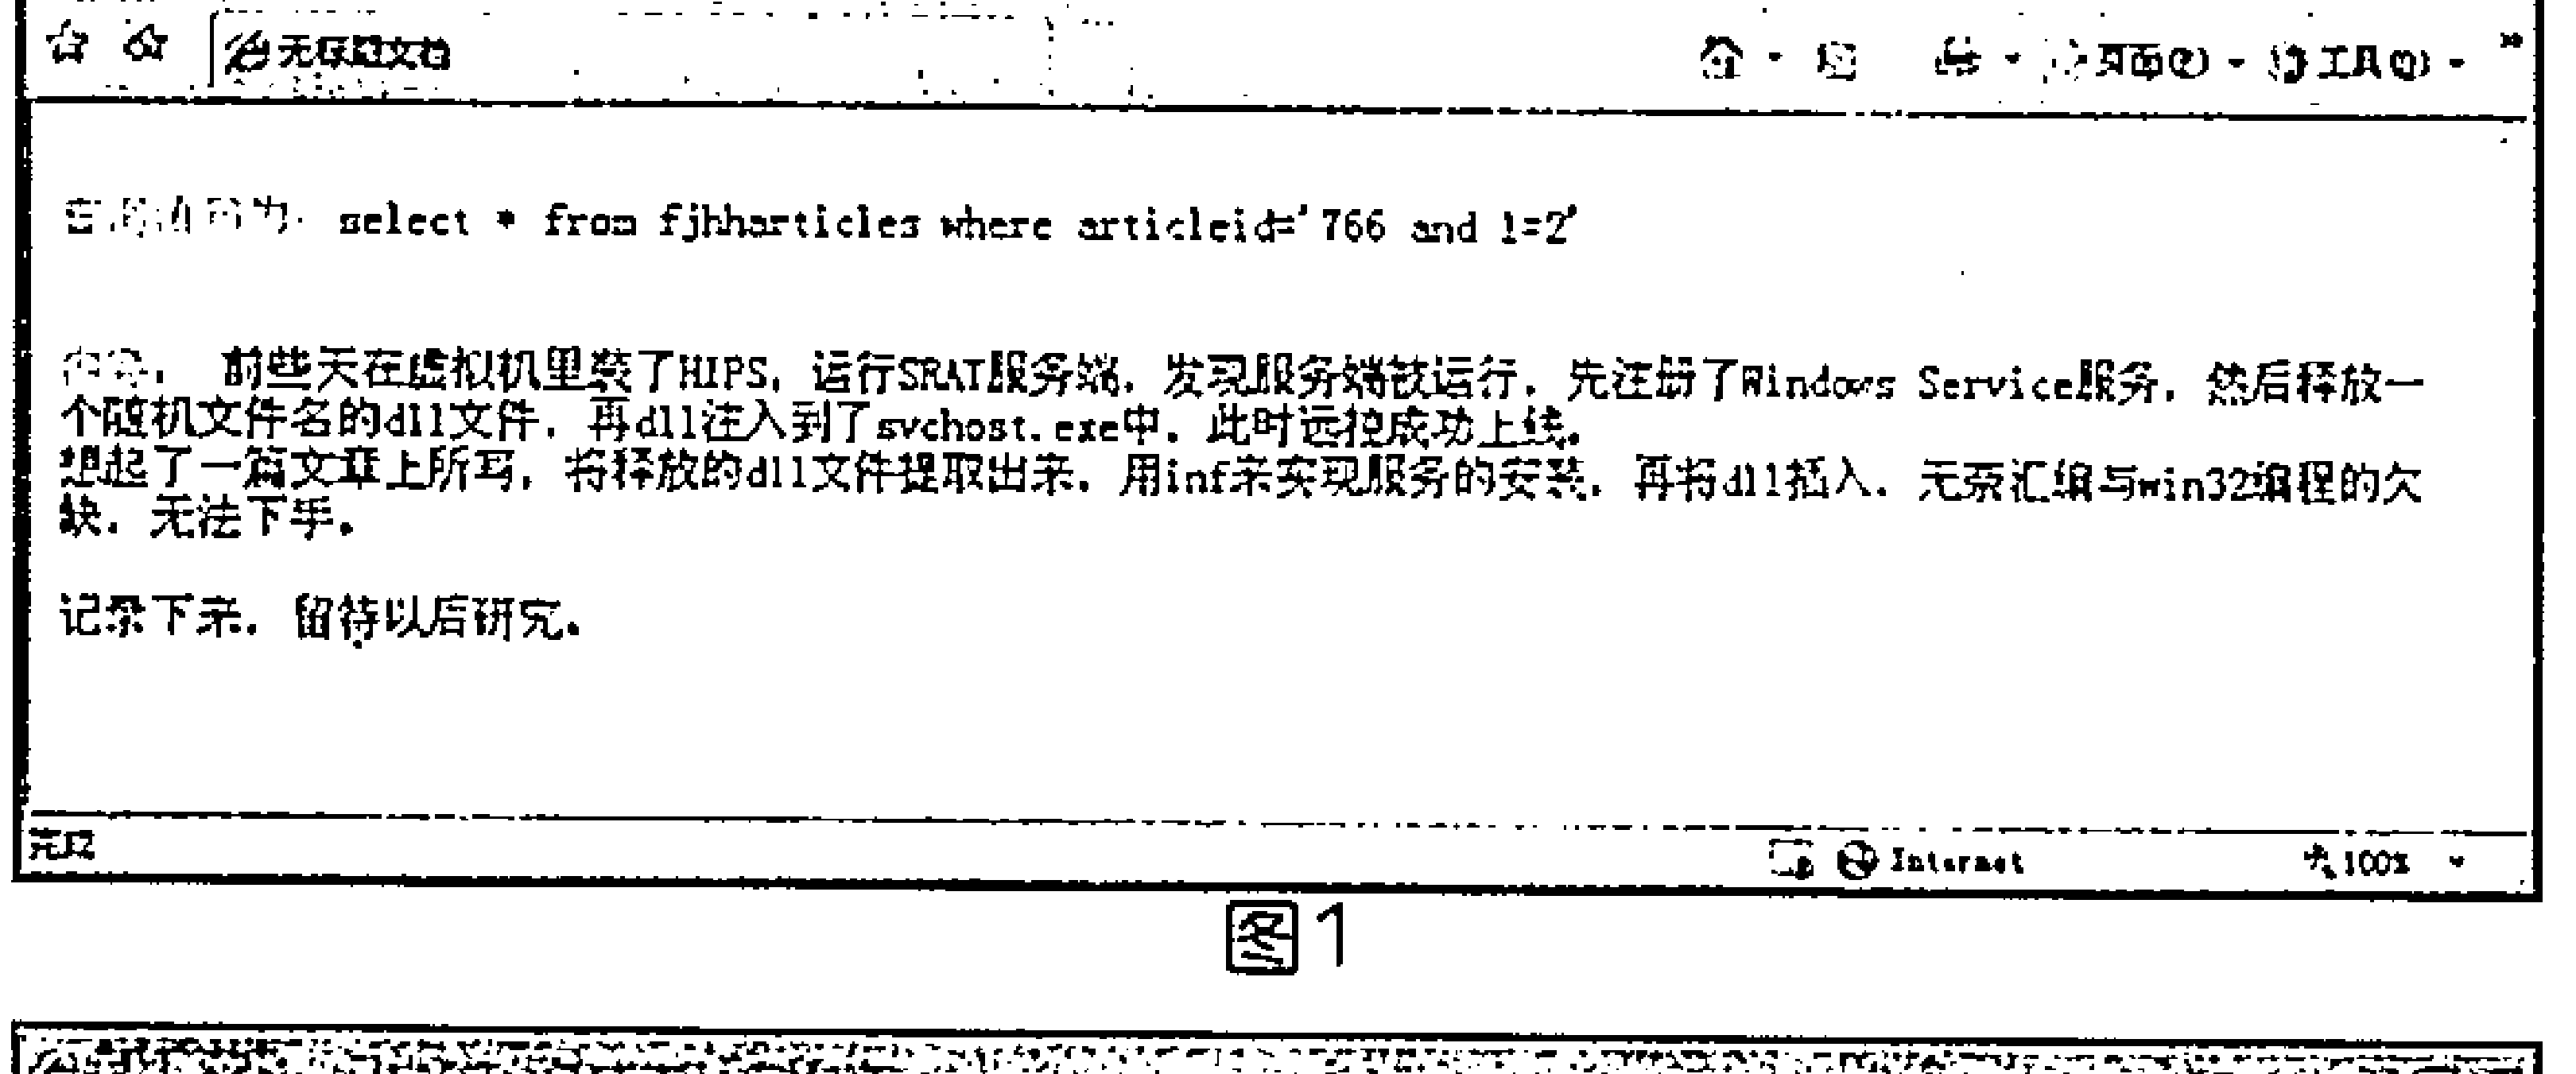 无标题文档 页面(P) 工具(O)
select * from fjhharticles where articleid='766 and 1=2'
内容: 前些天在虚拟机里装了HIPS,运行SRAT服务端,发现服务端被运行,先注册了Windows Service服务,然后释放一
个随机文件名的dll文件,再dll注入到了svchost.exe中,此时远控成功上线。
想起了一篇文章上所写,将释放的dll文件提取出来,用inf来实现服务的安装,再将dll插入,无奈汇编与win32编程的欠
缺,无法下手。
记录下来,留待以后研究。
完成 Internet 100%
图1